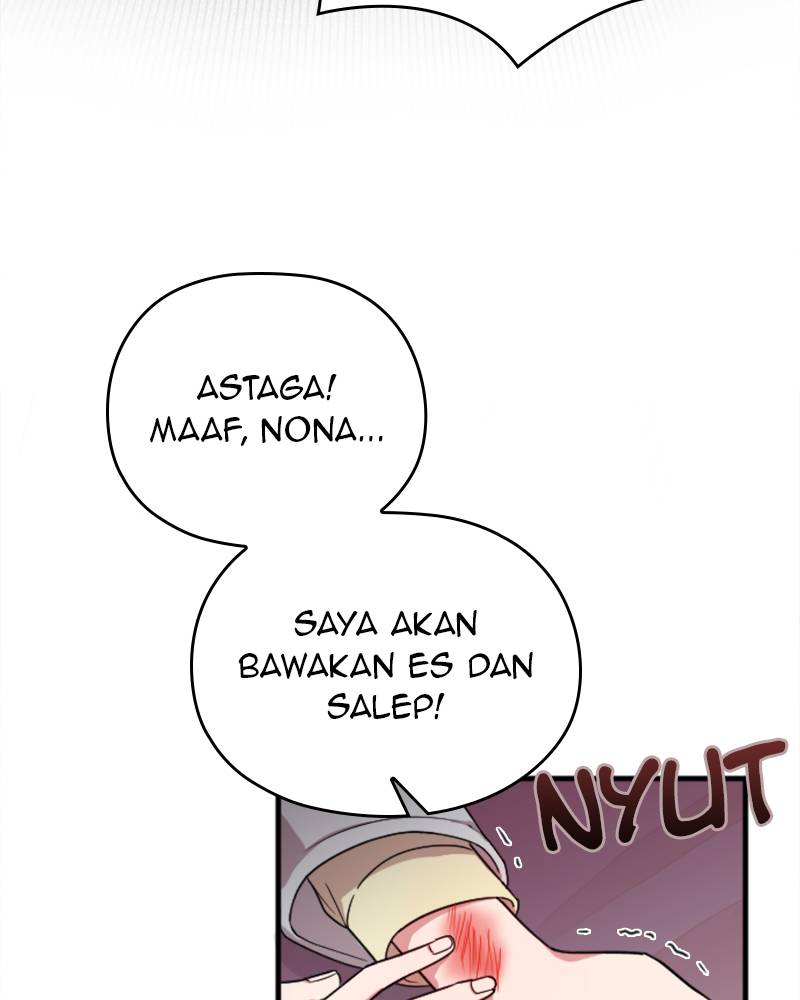 ASTAGA!
MAAF, NONA...
SAYA AKAN
BAWAKAN ES DAN
SALEP!
NYUT